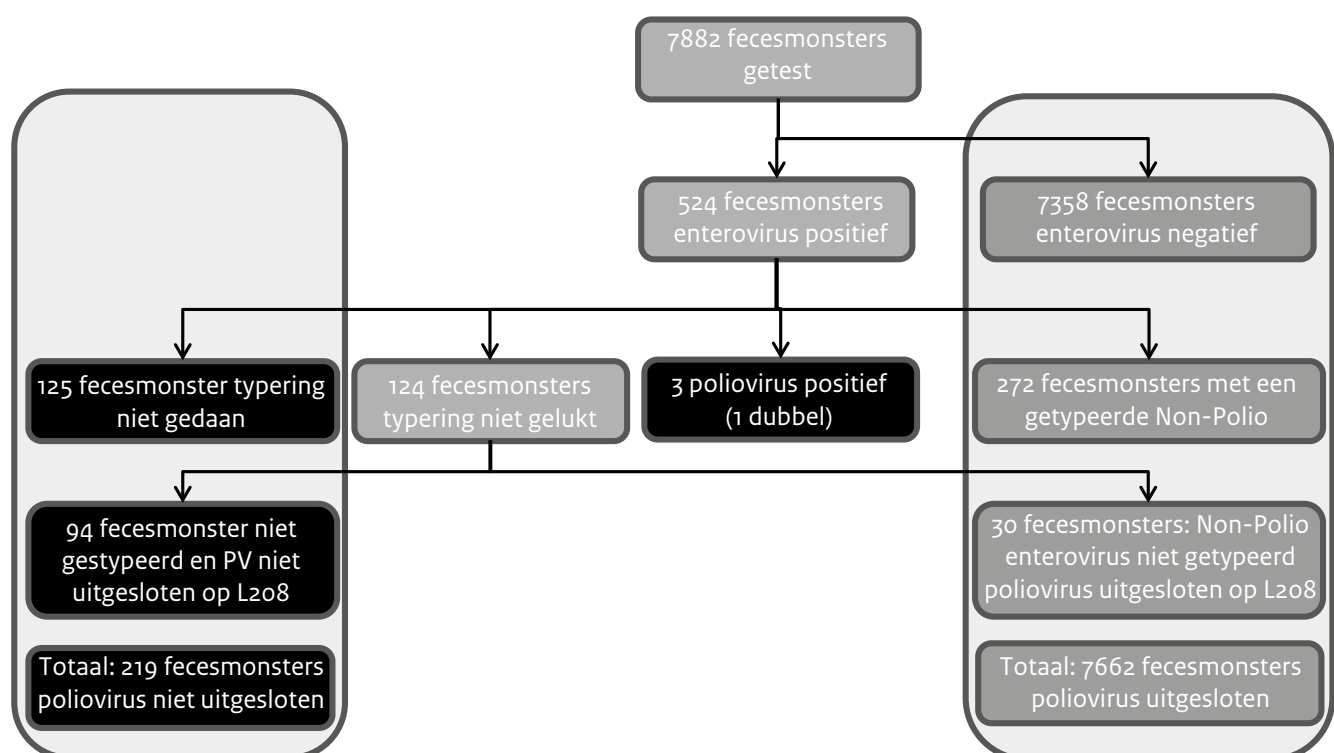 7882 fecesmonsters
getest
524 fecesmonsters
enterovirus positief
7358 fecesmonsters
enterovirus negatief
125 fecesmonster typering
niet gedaan
124 fecesmonsters
typering niet gelukt
3 poliovirus positief
(1 dubbel)
272 fecesmonsters met een
getypeerde Non-Polio
94 fecesmonster niet
gestypeerd en PV niet
uitgesloten op L208
30 fecesmonsters: Non-Polio
enterovirus niet getypeerd
poliovirus uitgesloten op L208
Totaal: 219 fecesmonsters
poliovirus niet uitgesloten
Totaal: 7662 fecesmonsters
poliovirus uitgesloten